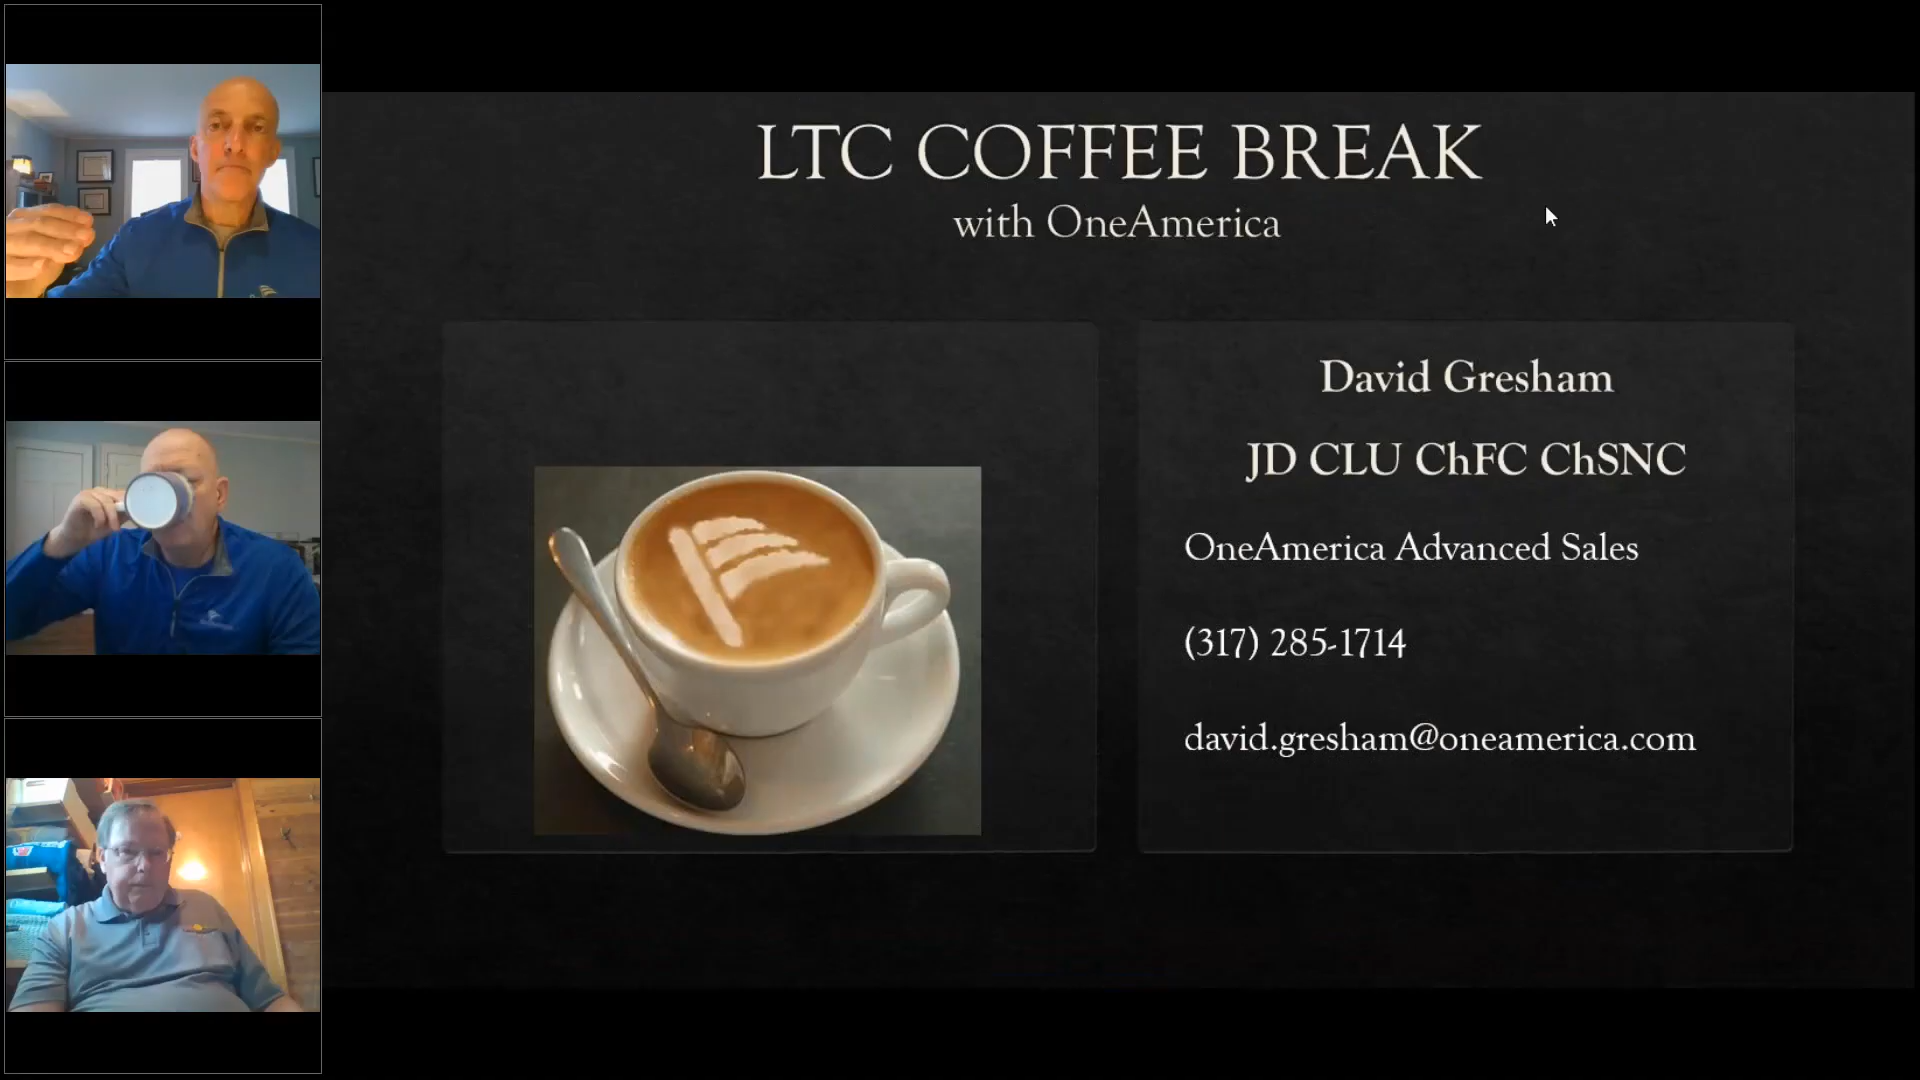 LTC COFFEE BREAK
with OneAmerica
David Gresham
JD CLU ChFC ChSNC
OneAmerica Advanced Sales
(317) 285-1714
david.gresham@oneamerica.com